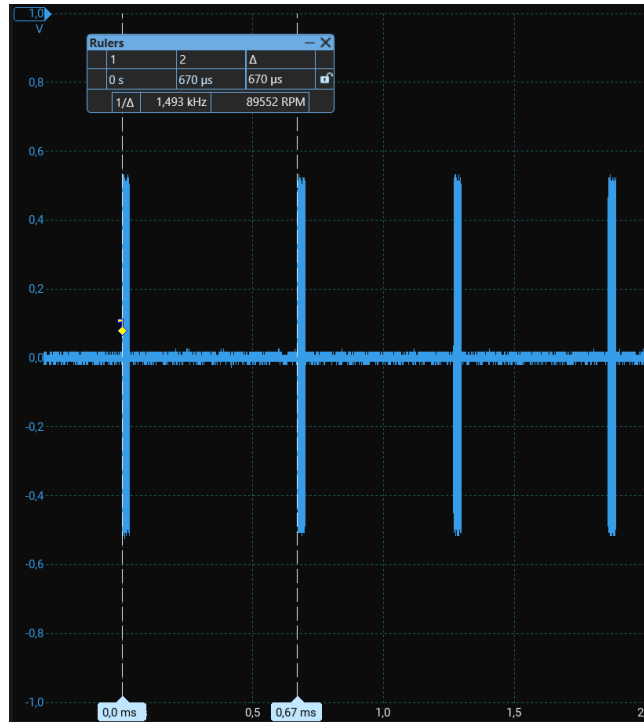 1,0
V
Rulers
1 2 Δ
0 s 670 µs 670 µs
1/Δ 1,493 kHz 89552 RPM
0,8
0,6
0,4
0,2
0,0
-0,2
-0,4
-0,6
-0,8
-1,0
0,0 ms 0,5 0,67 ms 1,0 1,5 2